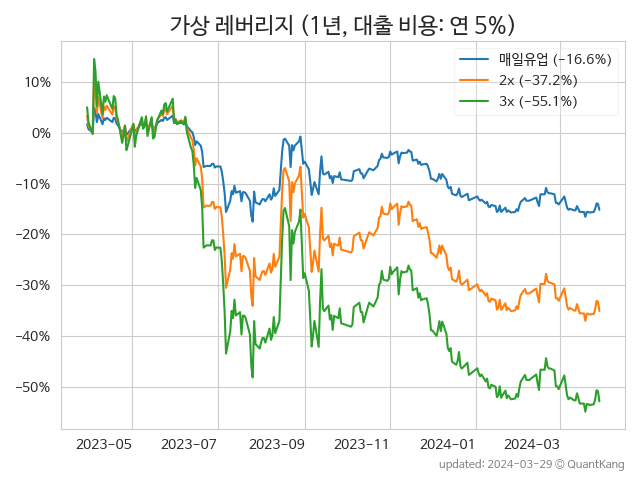 가상 레버리지 (1년, 대출 비용: 연 5%)
매일유업 (−16.6%)
2x (−37.2%)
3x (−55.1%)
10%
0%
−10%
−20%
−30%
−40%
−50%
2023-05
2023-07
2023-09
2023-11
2024-01
2024-03
updated: 2024-03-29 © QuantKang